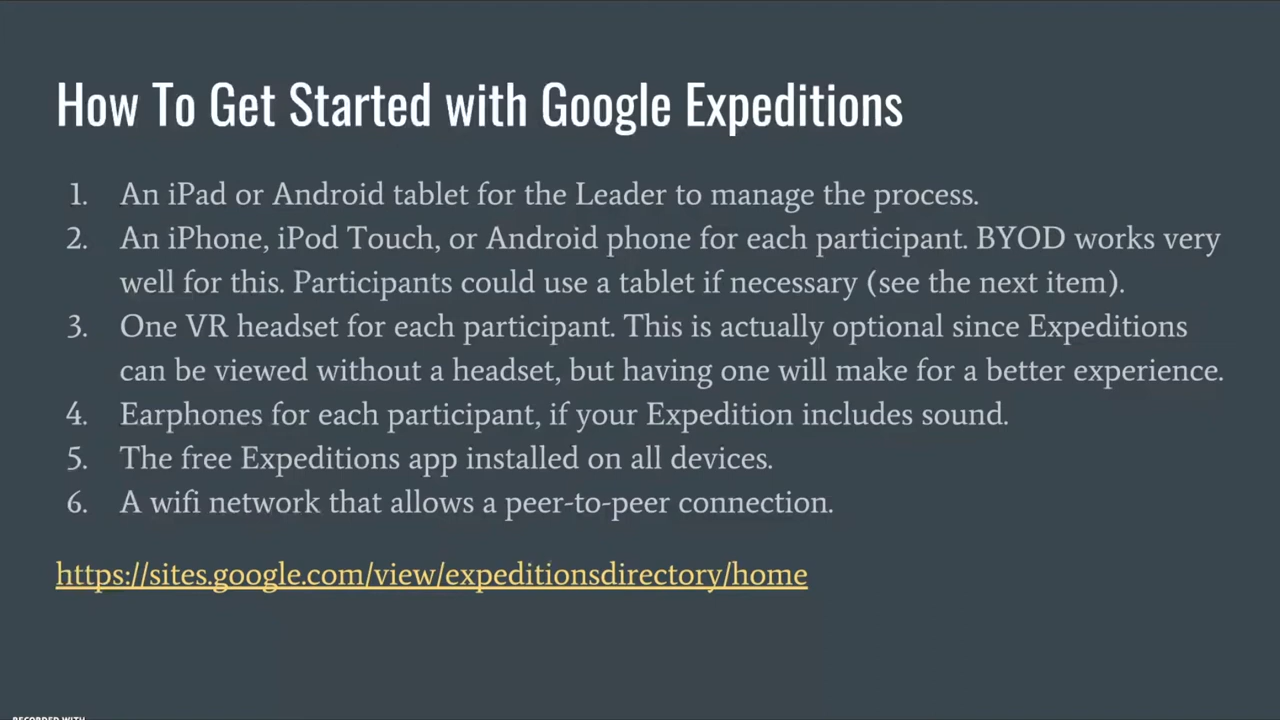 How To Get Started with Google Expeditions
1. An iPad or Android tablet for the Leader to manage the process.
2. An iPhone, iPod Touch, or Android phone for each participant. BYOD works very
well for this. Participants could use a tablet if necessary (see the next item).
3. One VR headset for each participant. This is actually optional since Expeditions
can be viewed without a headset, but having one will make for a better experience.
4. Earphones for each participant, if your Expedition includes sound.
5. The free Expeditions app installed on all devices.
6. A wifi network that allows a peer-to-peer connection.
https://sites.google.com/view/expeditionsdirectory/home
RECORDED WITH